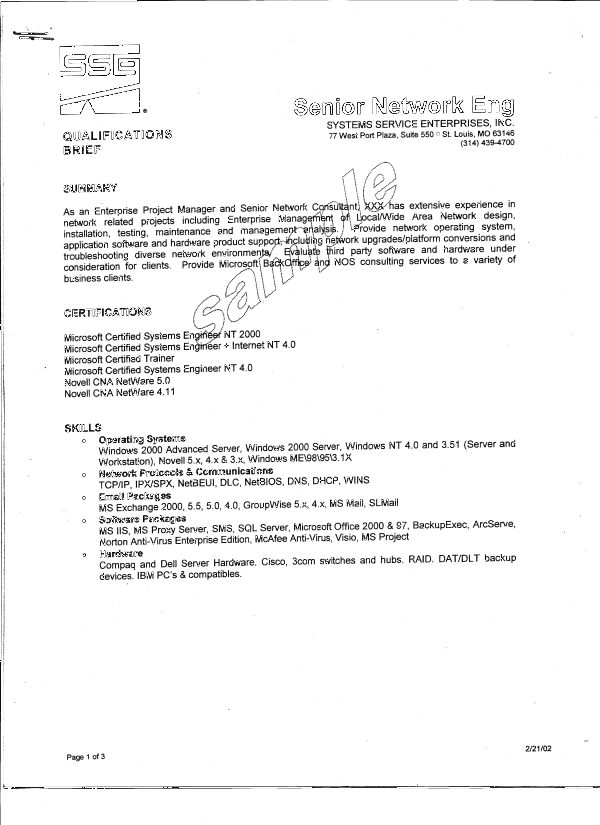 SSE
Senior Network Eng
SYSTEMS SERVICE ENTERPRISES, INC.
77 West Port Plaza, Suite 550 ▫ St. Louis, MO 63146
(314) 439-4700
QUALIFICATIONS
BRIEF
SUMMARY
As an Enterprise Project Manager and Senior Network Consultant, XXX has extensive experience in
network related projects including Enterprise Management of Local/Wide Area Network design,
installation, testing, maintenance and management analysis. Provide network operating system,
application software and hardware product support, including network upgrades/platform conversions and
troubleshooting diverse network environments. Evaluate third party software and hardware under
consideration for clients. Provide Microsoft BackOffice and NOS consulting services to a variety of
business clients.
sample
CERTIFICATIONS
Microsoft Certified Systems Engineer NT 2000
Microsoft Certified Systems Engineer + Internet NT 4.0
Microsoft Certified Trainer
Microsoft Certified Systems Engineer NT 4.0
Novell CNA NetWare 5.0
Novell CNA NetWare 4.11
SKILLS
o Operating Systems
Windows 2000 Advanced Server, Windows 2000 Server, Windows NT 4.0 and 3.51 (Server and
Workstation), Novell 5.x, 4.x & 3.x, Windows ME\98\95\3.1X
o Network Protocols & Communications
TCP/IP, IPX/SPX, NetBEUI, DLC, NetBIOS, DNS, DHCP, WINS
o Email Packages
MS Exchange 2000, 5.5, 5.0, 4.0, GroupWise 5.x, 4.x, MS Mail, SLMail
o Software Packages
MS IIS, MS Proxy Server, SMS, SQL Server, Microsoft Office 2000 & 97, BackupExec, ArcServe,
Norton Anti-Virus Enterprise Edition, McAfee Anti-Virus, Visio, MS Project
o Hardware
Compaq and Dell Server Hardware. Cisco, 3com switches and hubs. RAID. DAT/DLT backup
devices. IBM PC's & compatibles.
Page 1 of 3
2/21/02